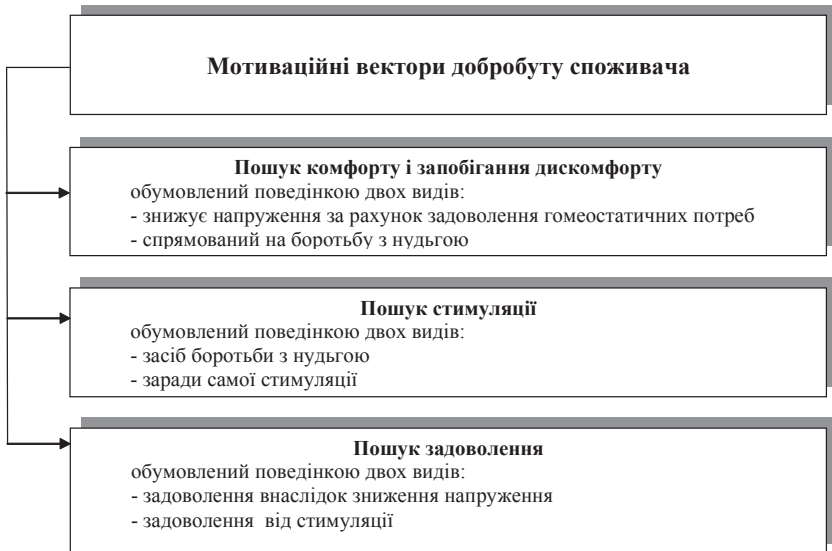 Мотиваційні вектори добробуту споживача
Пошук комфорту і запобігання дискомфорту
обумовлений поведінкою двох видів:
- знижує напруження за рахунок задоволення гомеостатичних потреб
- спрямований на боротьбу з нудьгою
Пошук стимуляції
обумовлений поведінкою двох видів:
- засіб боротьби з нудьгою
- заради самої стимуляції
Пошук задоволення
обумовлений поведінкою двох видів:
- задоволення внаслідок зниження напруження
- задоволення від стимуляції